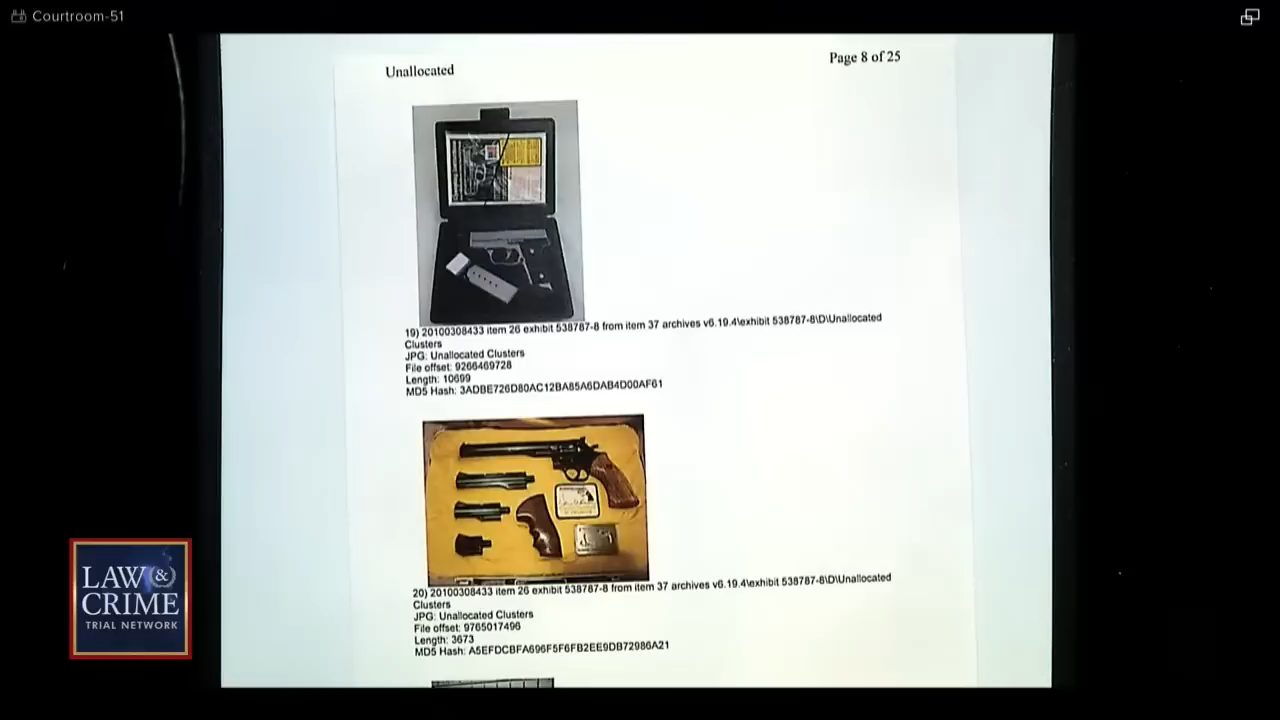 Courtroom-51
Unallocated
Page 8 of 25
19) 20100308433 item 26 exhibit 538787-8 from item 37 archives v6.19.4\exhibit 538787-8\D\Unallocated
Clusters
JPG: Unallocated Clusters
File offset: 9266469728
Length: 10699
MD5 Hash: 3ADBE726D80AC12BA85A6DAB4D00AF61
20) 20100308433 item 26 exhibit 538787-8 from item 37 archives v6.19.4\exhibit 538787-8\D\Unallocated
Clusters
JPG: Unallocated Clusters
File offset: 9765017496
Length: 3673
MD5 Hash: A5EFDCBFA696F5F6FB2EE9DB72986A21
LAW &
CRIME
TRIAL NETWORK